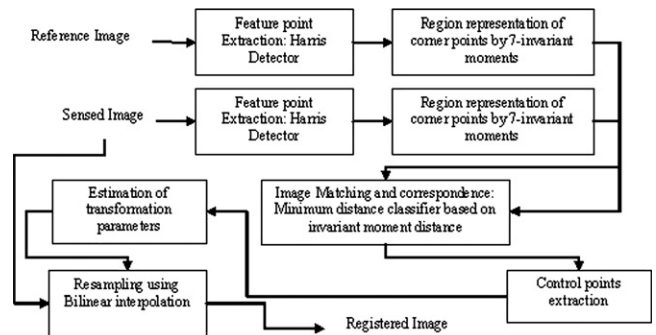 Reference Image
Feature point
Extraction: Harris
Detector
Region representation of
corner points by 7-invariant
moments
Sensed Image
Feature point
Extraction: Harris
Detector
Region representation of
corner points by 7-invariant
moments
Estimation of
transformation
parameters
Image Matching and correspondence:
Minimum distance classifier based on
invariant moment distance
Resampling using
Bilinear interpolation
Control points
extraction
Registered Image